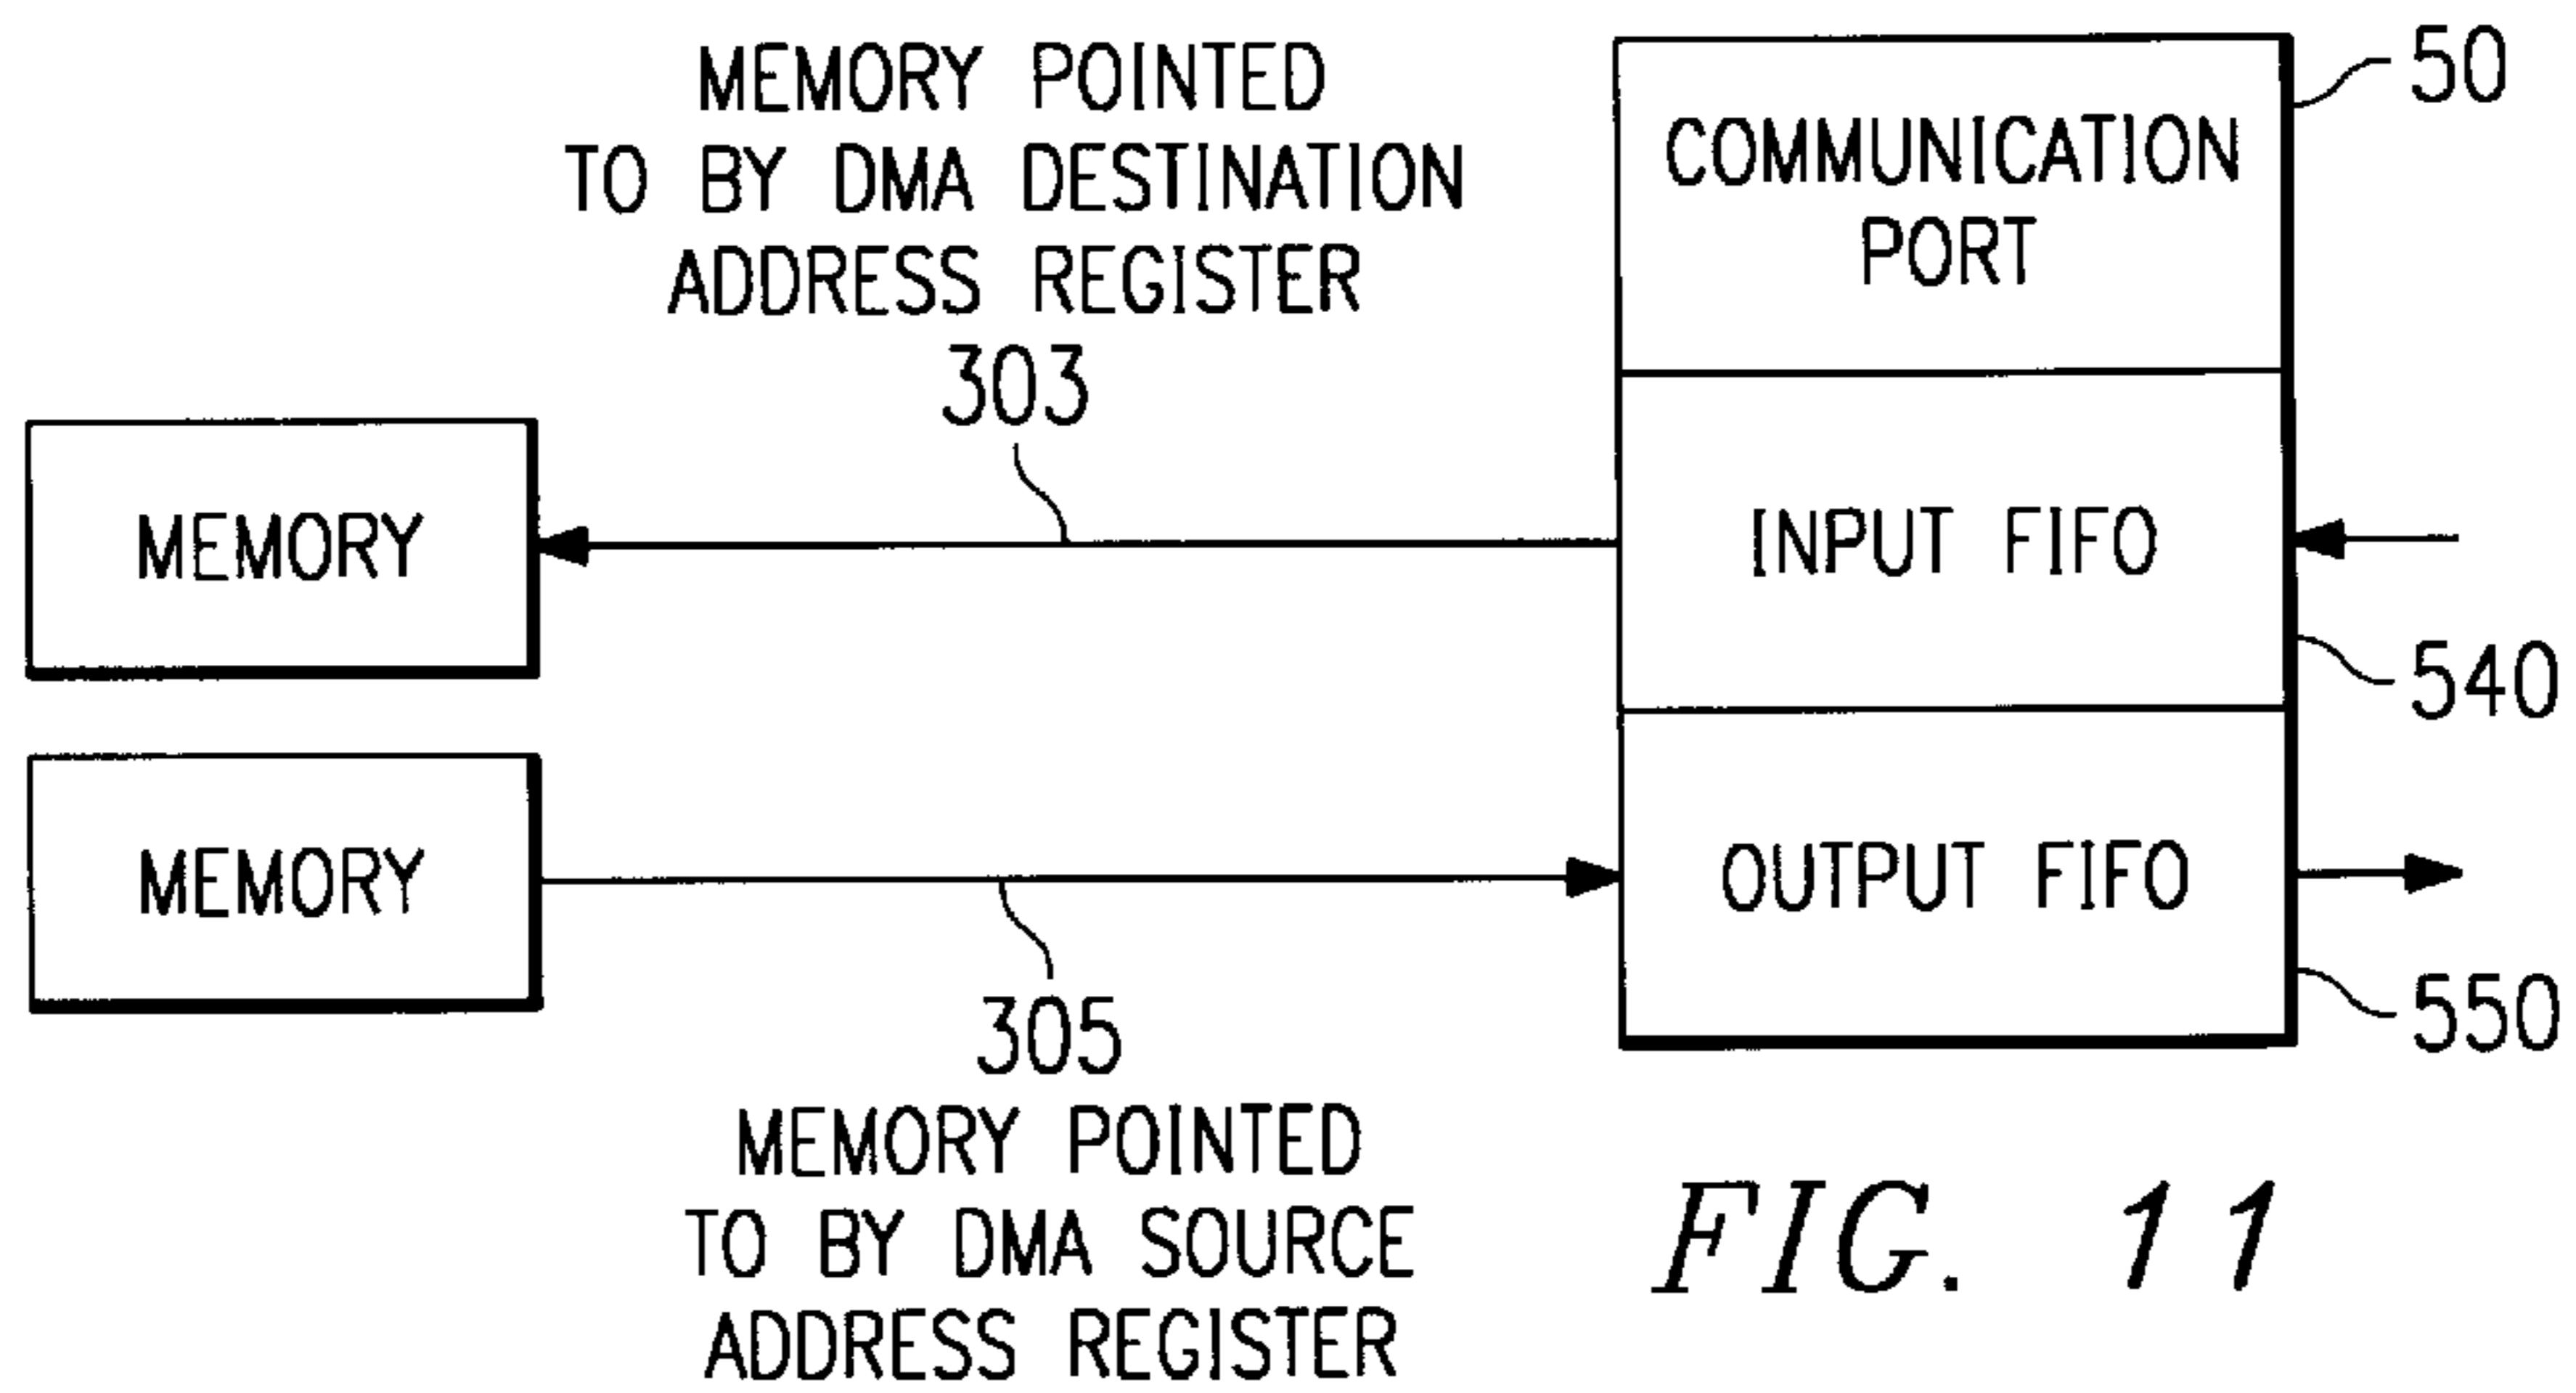 MEMORY POINTED
TO BY DMA DESTINATION
ADDRESS REGISTER
303
50
COMMUNICATION
PORT
MEMORY
INPUT FIFO
540
MEMORY
OUTPUT FIFO
550
305
MEMORY POINTED
TO BY DMA SOURCE
ADDRESS REGISTER
FIG. 11